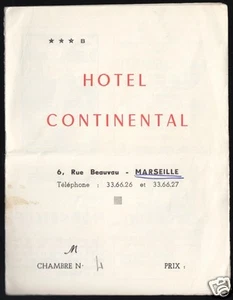 HOTEL
CONTINENTAL
6, Rue Beauvau - MARSEILLE
Téléphone : 33.66.26 et 33.66.27
M
CHAMBRE N° 4 PRIX :